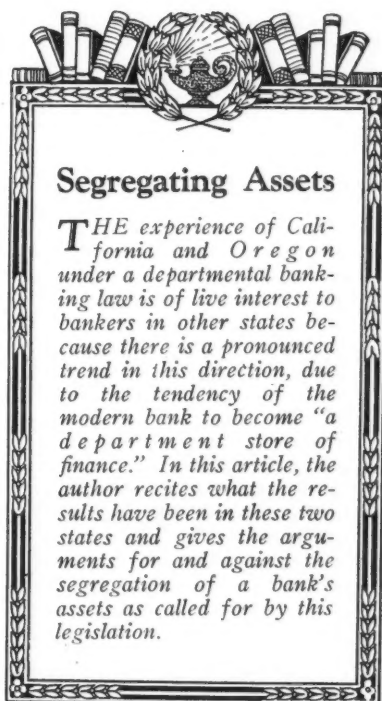 Segregating Assets
THE experience of Cali-
fornia and Oregon
under a departmental bank-
ing law is of live interest to
bankers in other states be-
cause there is a pronounced
trend in this direction, due
to the tendency of the
modern bank to become "a
department store of
finance." In this article, the
author recites what the re-
sults have been in these two
states and gives the argu-
ments for and against the
segregation of a bank's
assets as called for by this
legislation.